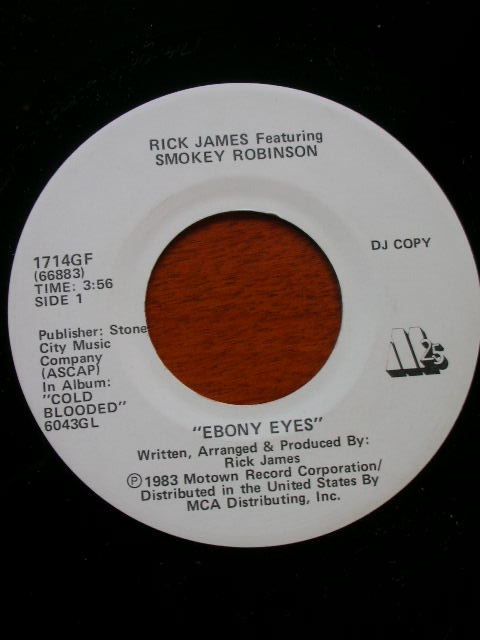 RICK JAMES Featuring
SMOKEY ROBINSON
DJ COPY
1714GF
(66883)
TIME: 3:56
SIDE 1
M25
Publisher: Stone
City Music
Company
(ASCAP)
In Album:
"COLD
BLOODED"
6043GL
"EBONY EYES"
Written, Arranged & Produced By:
Rick James
Ⓟ1983 Motown Record Corporation/
Distributed in the United States By
MCA Distributing, Inc.